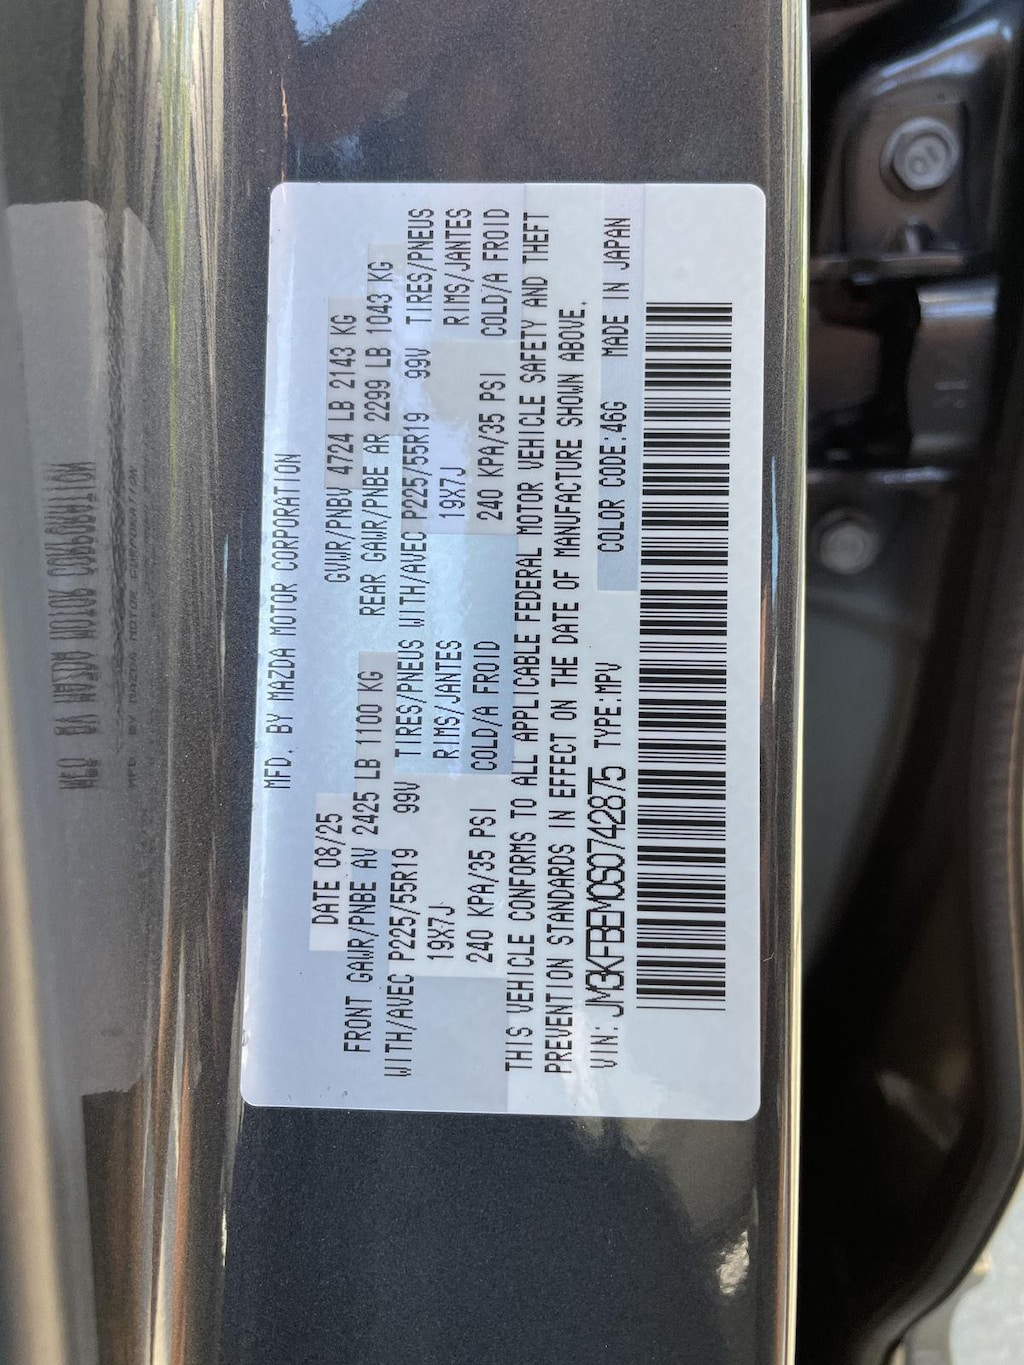 MFD. BY MAZDA MOTOR CORPORATION
DATE 08/25 GVWR/PNBV 4724 LB 2143 KG
FRONT GAWR/PNBE AV 2425 LB 1100 KG REAR GAWR/PNBE AR 2299 LB 1043 KG
WITH/AVEC P225/55R19 99V TIRES/PNEUS WITH/AVEC P225/55R19 99V TIRES/PNEUS
19X7J RIMS/JANTES 19X7J RIMS/JANTES
240 KPA/35 PSI COLD/A FROID 240 KPA/35 PSI COLD/A FROID
THIS VEHICLE CONFORMS TO ALL APPLICABLE FEDERAL MOTOR VEHICLE SAFETY AND THEFT
PREVENTION STANDARDS IN EFFECT ON THE DATE OF MANUFACTURE SHOWN ABOVE.
VIN: JM3KFBEM0S0742875 TYPE:MPV COLOR CODE:46G MADE IN JAPAN